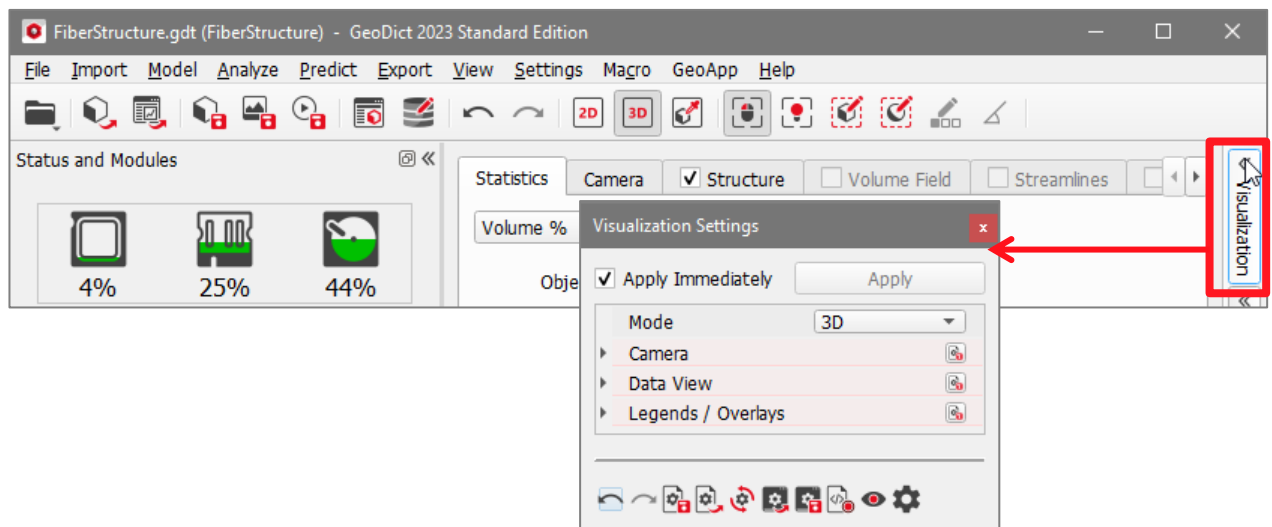 FiberStructure.gdt (FiberStructure) - GeoDict 2023 Standard Edition
File Import Model Analyze Predict Export View Settings Macro GeoApp Help
2D 3D
Status and Modules
Statistics Camera Structure Volume Field Streamlines
Visualization
Volume %
Visualization Settings
x
Obje
Apply Immediately Apply
4% 25% 44%
Mode 3D
Camera
Data View
Legends / Overlays